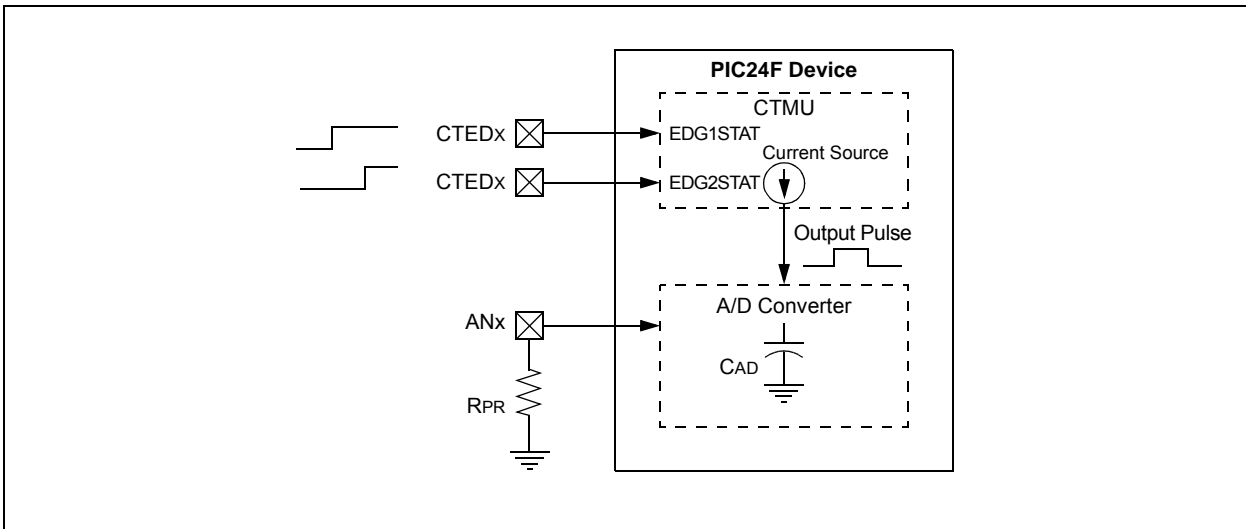 PIC24F Device
CTMU
CTEDX
EDG1STAT
Current Source
CTEDX
EDG2STAT
Output Pulse
A/D Converter
ANx
CAD
RPR